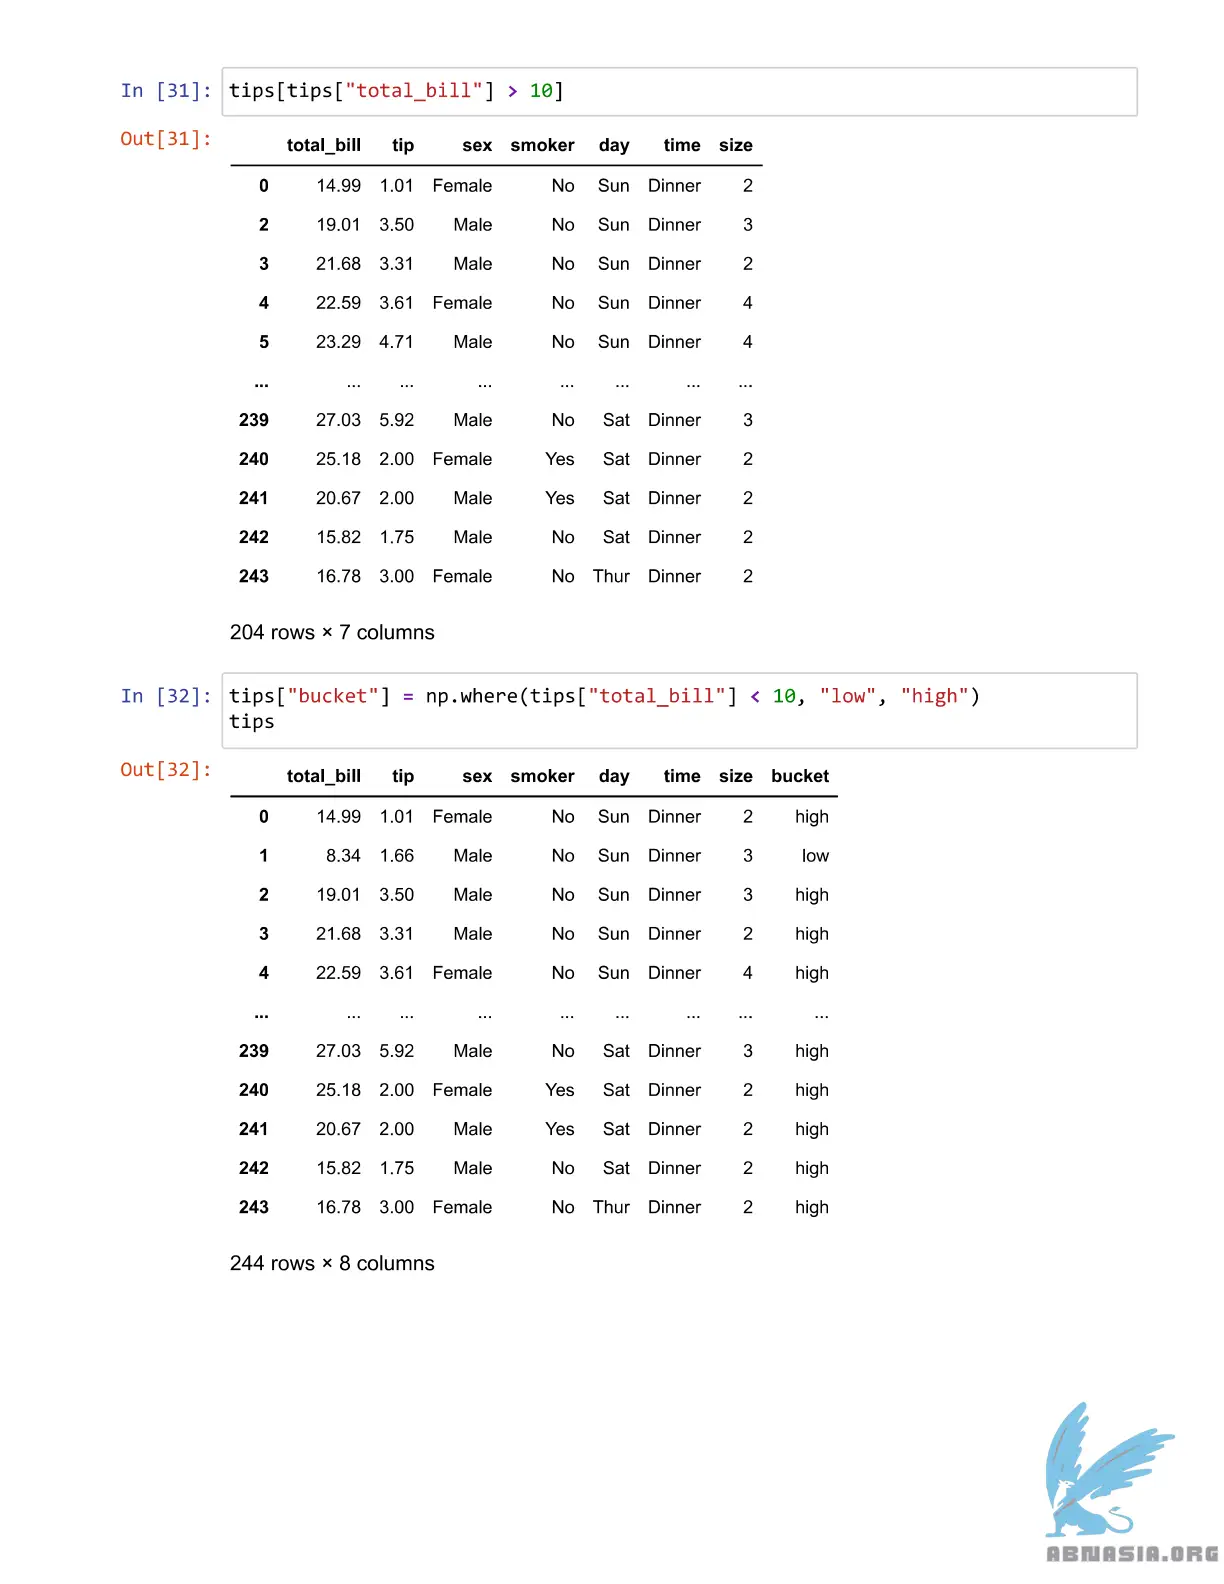 In [31]: tips[tips["total_bill"] > 10]
Out[31]:
total_bill tip sex smoker day time size
0 14.99 1.01 Female No Sun Dinner 2
2 19.01 3.50 Male No Sun Dinner 3
3 21.68 3.31 Male No Sun Dinner 2
4 22.59 3.61 Female No Sun Dinner 4
5 23.29 4.71 Male No Sun Dinner 4
... ... ... ... ... ... ... ...
239 27.03 5.92 Male No Sat Dinner 3
240 25.18 2.00 Female Yes Sat Dinner 2
241 20.67 2.00 Male Yes Sat Dinner 2
242 15.82 1.75 Male No Sat Dinner 2
243 16.78 3.00 Female No Thur Dinner 2
204 rows × 7 columns
In [32]: tips["bucket"] = np.where(tips["total_bill"] < 10, "low", "high")
tips
Out[32]:
total_bill tip sex smoker day time size bucket
0 14.99 1.01 Female No Sun Dinner 2 high
1 8.34 1.66 Male No Sun Dinner 3 low
2 19.01 3.50 Male No Sun Dinner 3 high
3 21.68 3.31 Male No Sun Dinner 2 high
4 22.59 3.61 Female No Sun Dinner 4 high
... ... ... ... ... ... ... ... ...
239 27.03 5.92 Male No Sat Dinner 3 high
240 25.18 2.00 Female Yes Sat Dinner 2 high
241 20.67 2.00 Male Yes Sat Dinner 2 high
242 15.82 1.75 Male No Sat Dinner 2 high
243 16.78 3.00 Female No Thur Dinner 2 high
244 rows × 8 columns
ABNASIA.ORG